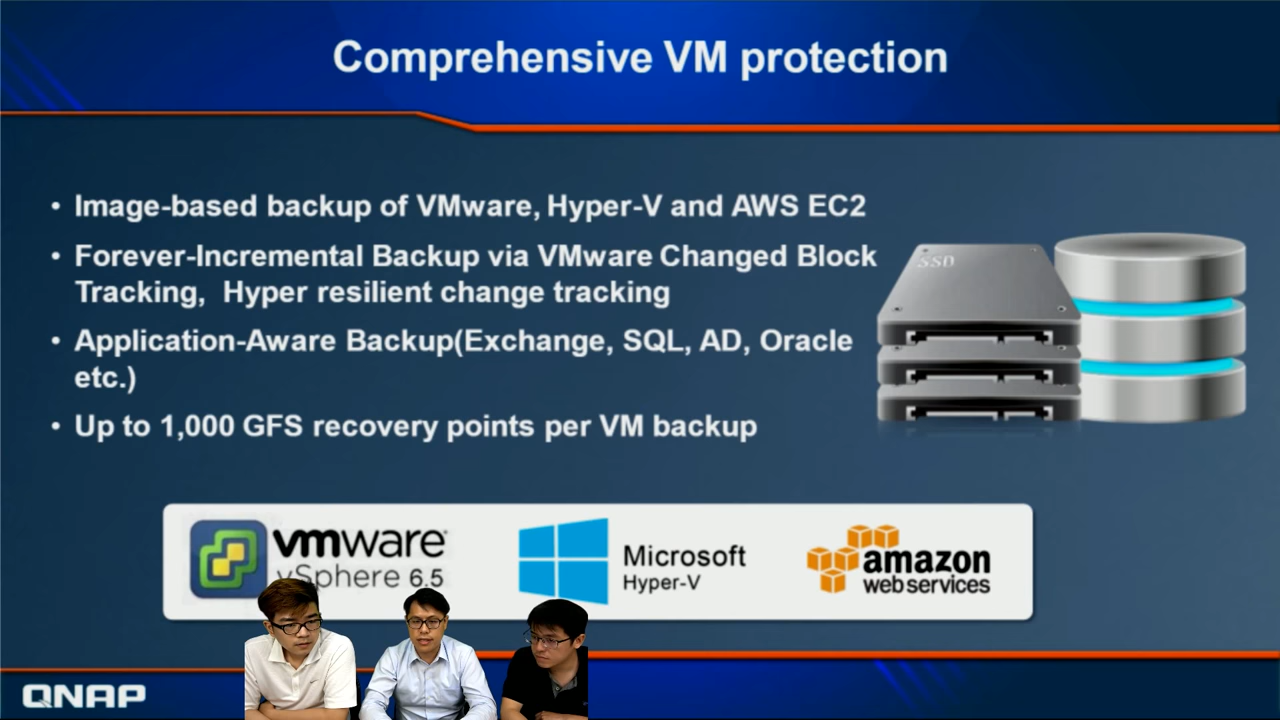 Comprehensive VM protection
• Image-based backup of VMware, Hyper-V and AWS EC2
• Forever-Incremental Backup via VMware Changed Block
Tracking, Hyper resilient change tracking
• Application-Aware Backup(Exchange, SQL, AD, Oracle
etc.)
• Up to 1,000 GFS recovery points per VM backup
SSD
vmware
vSphere 6.5
Microsoft
Hyper-V
amazon
webservices
QNAP